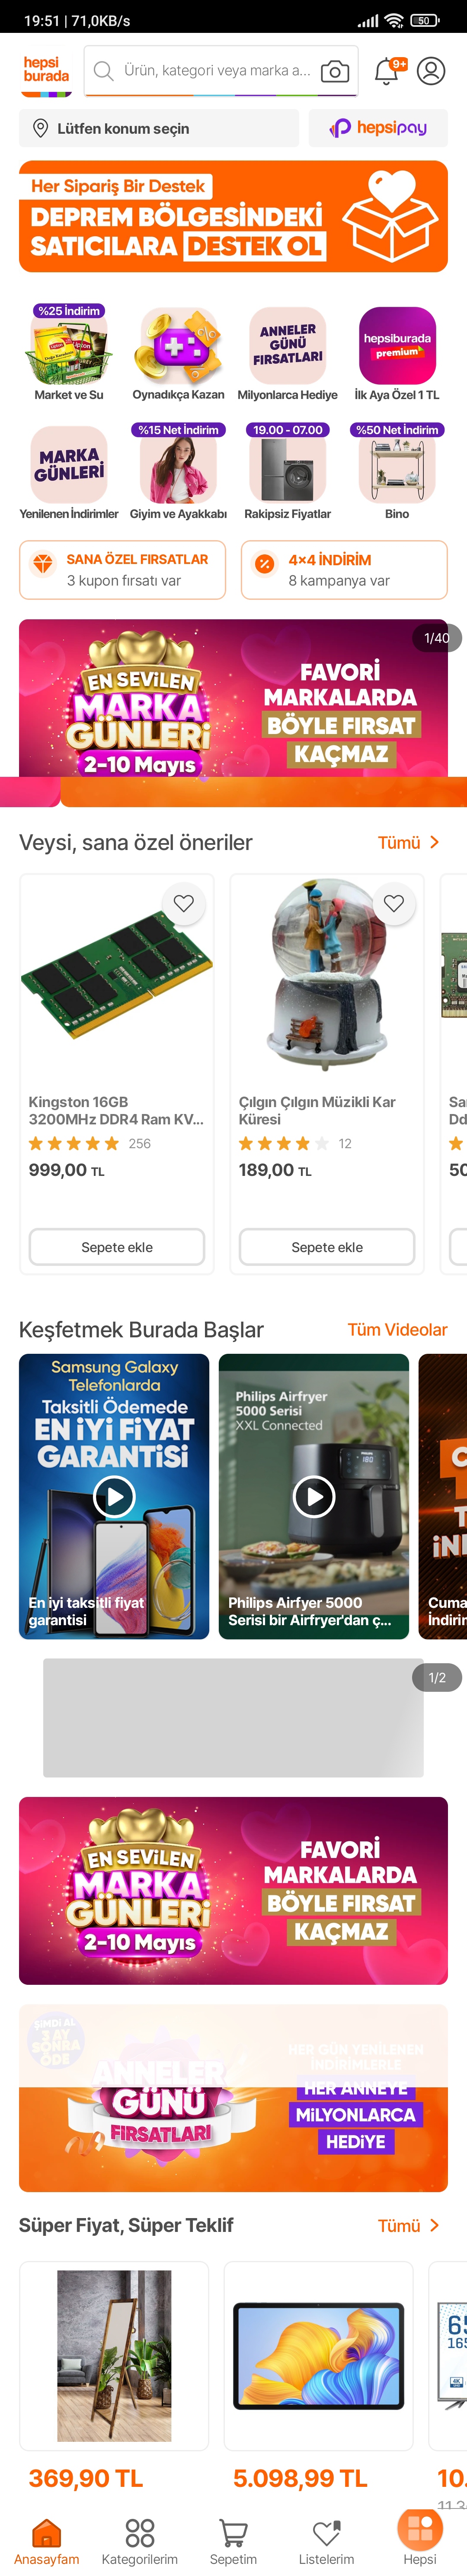 19:51 | 71,0KB/s
50
hepsi
burada
Ürün, kategori veya marka a...
9+
Lütfen konum seçin
hepsipay
Her Sipariş Bir Destek
DEPREM BÖLGESİNDEKİ
SATICILARA DESTEK OL
%25 İndirim
ANNELER
GÜNÜ
FIRSATLARI
hepsiburada
premium
Market ve Su
Oynadıkça Kazan
Milyonlarca Hediye
İlk Aya Özel 1 TL
MARKA
GÜNLERİ
%15 Net İndirim
19.00 - 07.00
%50 Net İndirim
Yenilenen İndirimler
Giyim ve Ayakkabı
Rakipsiz Fiyatlar
Bino
SANA ÖZEL FIRSATLAR
3 kupon fırsatı var
4×4 İNDİRİM
8 kampanya var
1/40
EN SEVİLEN
MARKA
GÜNLERİ
2-10 Mayıs
FAVORİ
MARKALARDA
BÖYLE FIRSAT
KAÇMAZ
Veysi, sana özel öneriler
Tümü
Kingston 16GB
3200MHz DDR4 Ram KV...
256
999,00 TL
Sepete ekle
Çılgın Çılgın Müzikli Kar
Küresi
12
189,00 TL
Sepete ekle
Sa
Dd
50
Keşfetmek Burada Başlar
Tüm Videolar
Samsung Galaxy
Telefonlarda
Taksitli Ödemede
EN İYİ FİYAT
GARANTİSİ
En iyi taksitli fiyat
garantisi
Philips Airfryer
5000 Serisi
XXL Connected
180
Philips Airfyer 5000
Serisi bir Airfryer'dan ç...
Cuma
İndirin
1/2
EN SEVİLEN
MARKA
GÜNLERİ
2-10 Mayıs
FAVORİ
MARKALARDA
BÖYLE FIRSAT
KAÇMAZ
ŞİMDİ AL
3 AY
SONRA
ÖDE
ANNELER
GÜNÜ
FIRSATLARI
HER GÜN YENİLENEN
İNDİRİMLERLE
HER ANNEYE
MİLYONLARCA
HEDİYE
Süper Fiyat, Süper Teklif
Tümü
369,90 TL
5.098,99 TL
10.
Anasayfam
Kategorilerim
Sepetim
Listelerim
Hepsi